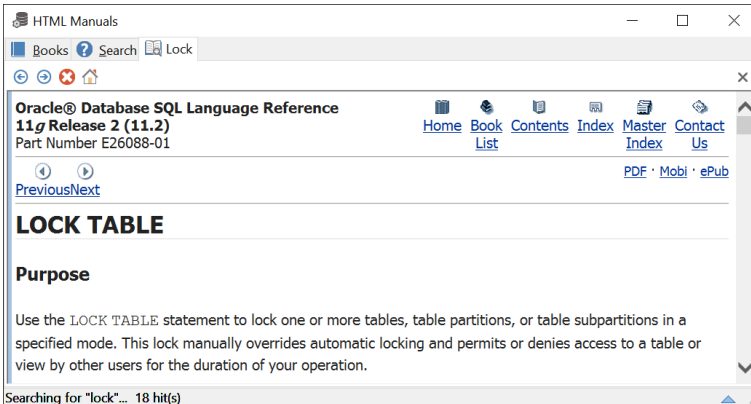 HTML Manuals
Books Search Lock
Oracle® Database SQL Language Reference
11g Release 2 (11.2)
Part Number E26088-01
Home Book List Contents Index Master Index Contact Us
PreviousNext
PDF · Mobi · ePub
LOCK TABLE
Purpose
Use the LOCK TABLE statement to lock one or more tables, table partitions, or table subpartitions in a
specified mode. This lock manually overrides automatic locking and permits or denies access to a table or
view by other users for the duration of your operation.
Searching for "lock"... 18 hit(s)